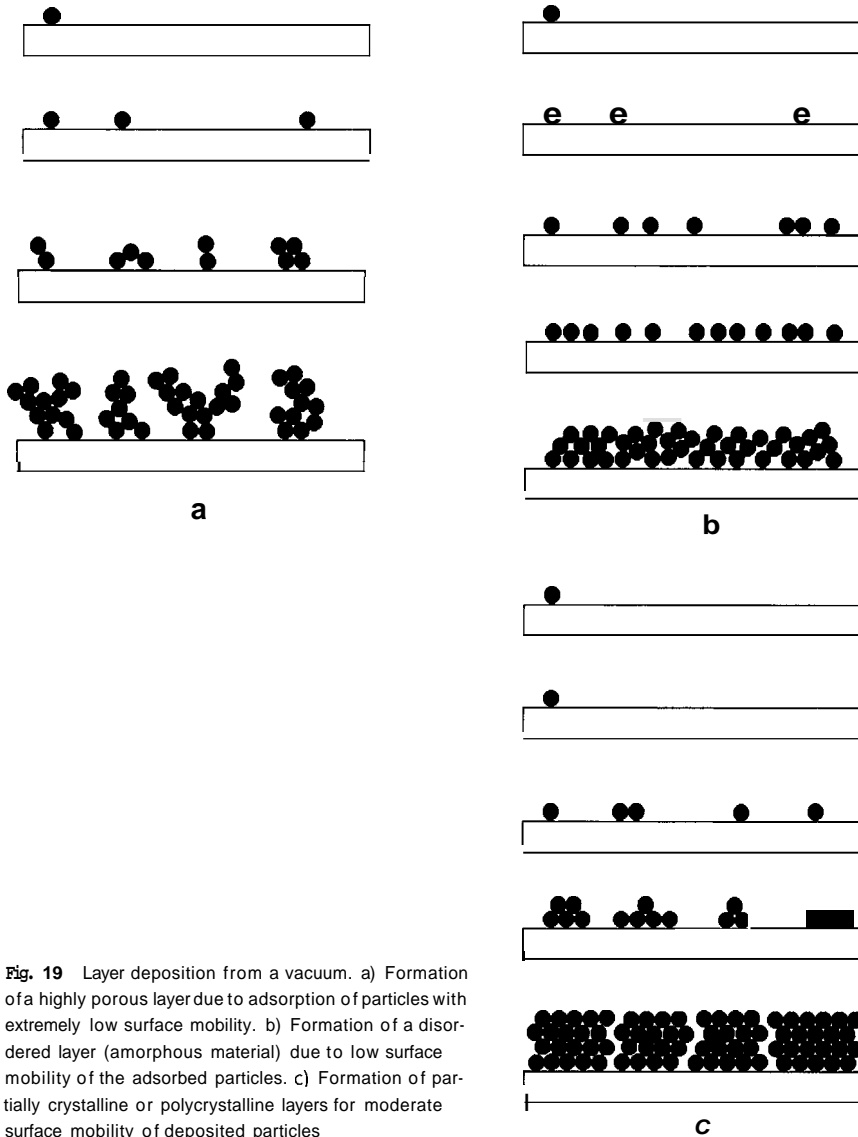 e e e
a
b
Fig. 19 Layer deposition from a vacuum. a) Formation
ofa highly porous layer due to adsorption of particles with
extremely low surface mobility. b) Formation of a disor-
dered layer (amorphous material) due to low surface
mobility of the adsorbed particles. c) Formation of par-
tially crystalline or polycrystalline layers for moderate
surface mobility of deposited particles
C